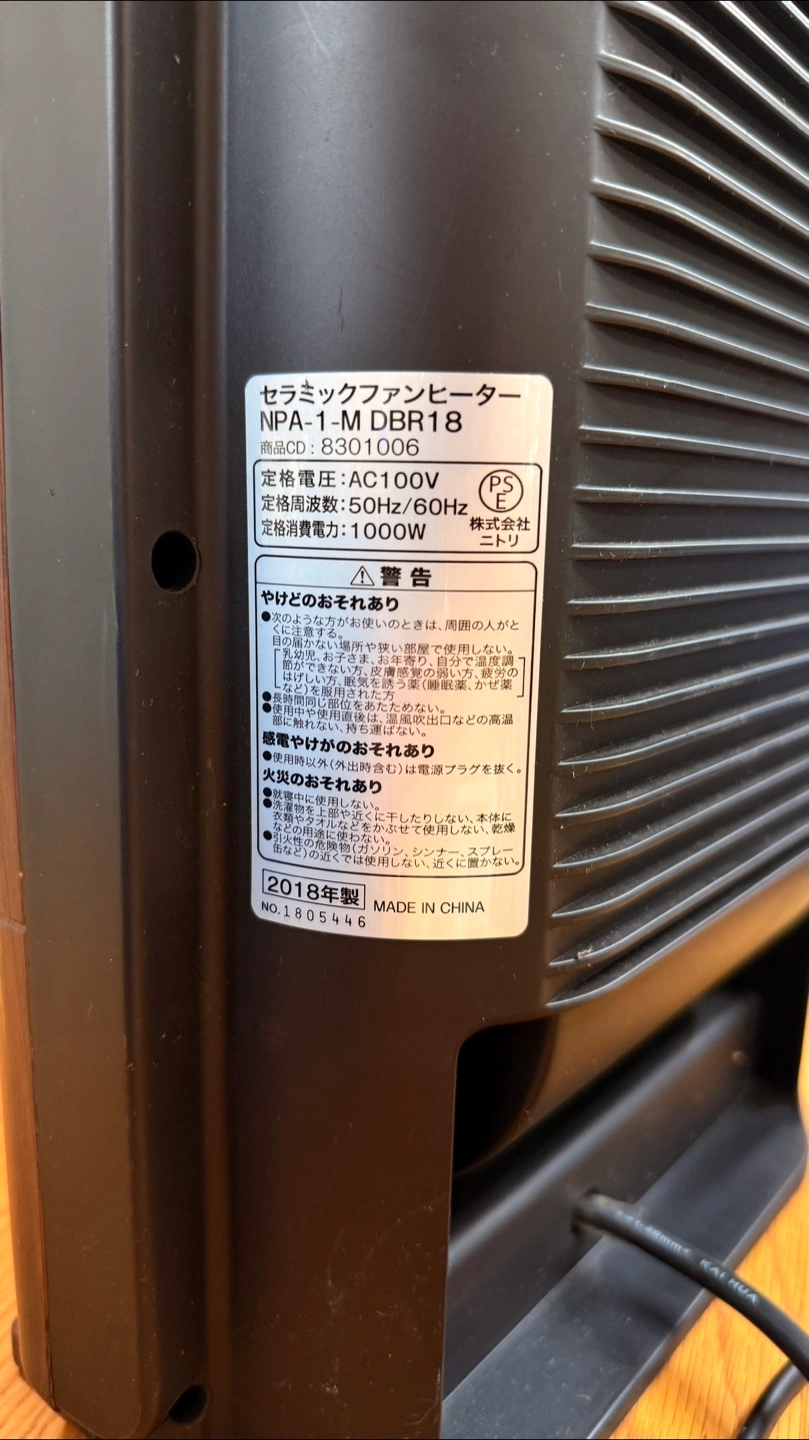 セラミックファンヒーター
NPA-1-M DBR18
商品CD：8301006
定格電圧：AC100V
定格周波数：50Hz/60Hz
定格消費電力：1000W
PS
E
株式会社
ニトリ
⚠警告
やけどのおそれあり
●次のような方がお使いのときは、周囲の人がと
くに注意する。
目の届かない場所や狭い部屋で使用しない。
乳幼児、お子さま、お年寄り、自分で温度調
節ができない方、皮膚感覚の弱い方、疲労の
はげしい方、眠気を誘う薬（睡眠薬、かぜ薬
など）を服用された方
●長時間同じ部位をあたためない。
●使用中や使用直後は、温風吹出口などの高温
部に触れない、持ち運ばない。
感電やけがのおそれあり
●使用時以外（外出時含む）は電源プラグを抜く。
火災のおそれあり
●就寝中に使用しない。
●洗濯物を上部や近くに干したりしない、本体に
衣類やタオルなどをかぶせて使用しない、乾燥
などの用途に使わない。
●引火性の危険物（ガソリン、シンナー、スプレー
缶など）の近くでは使用しない、近くに置かない。
2018年製
NO.1805446
MADE IN CHINA
KAI HUA